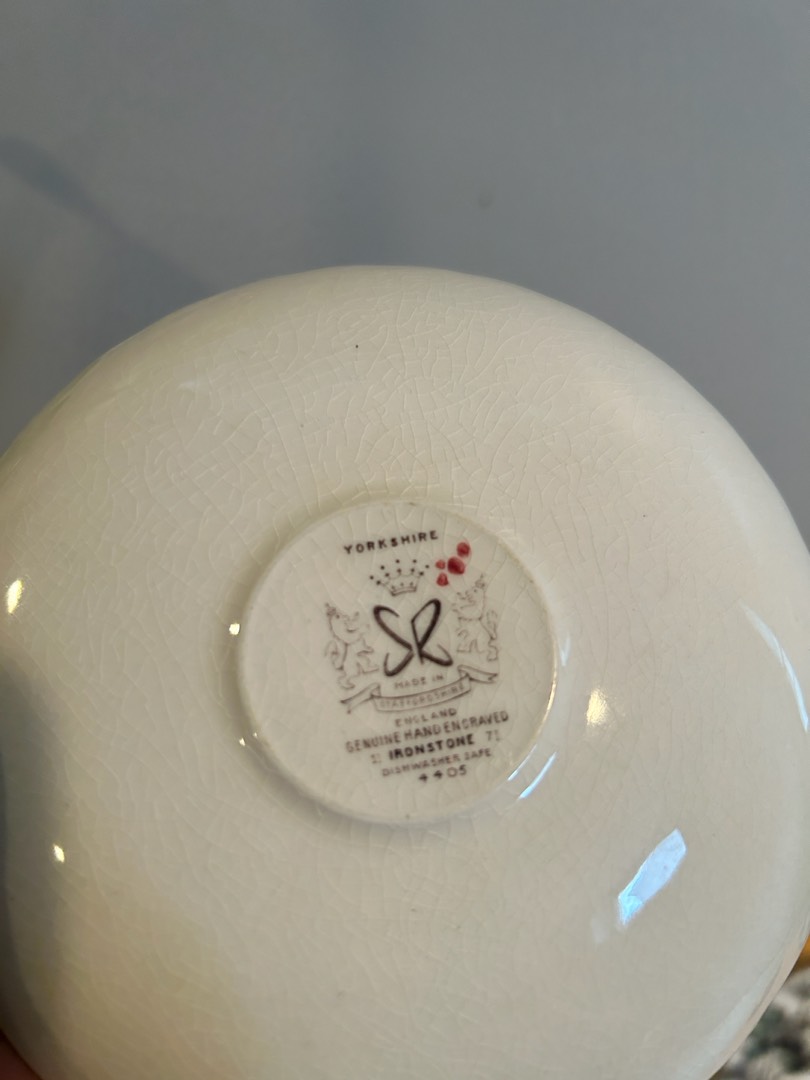 YORKSHIRE
SR
MADE IN
STAFFORDSHIRE
ENGLAND
GENUINE HAND ENGRAVED
IRONSTONE
DISHWASHER SAFE
4405